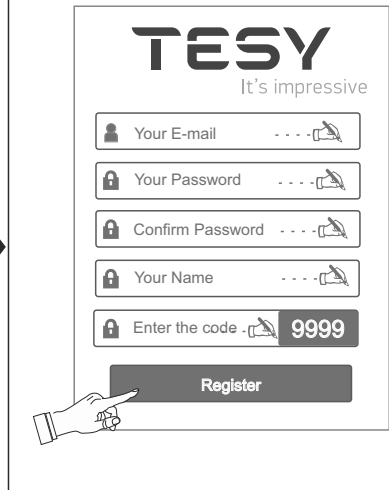 TESY
It's impressive
Your E-mail - - - -
Your Password - - - -
Confirm Password - - - -
Your Name - - - -
Enter the code - 9999
Register